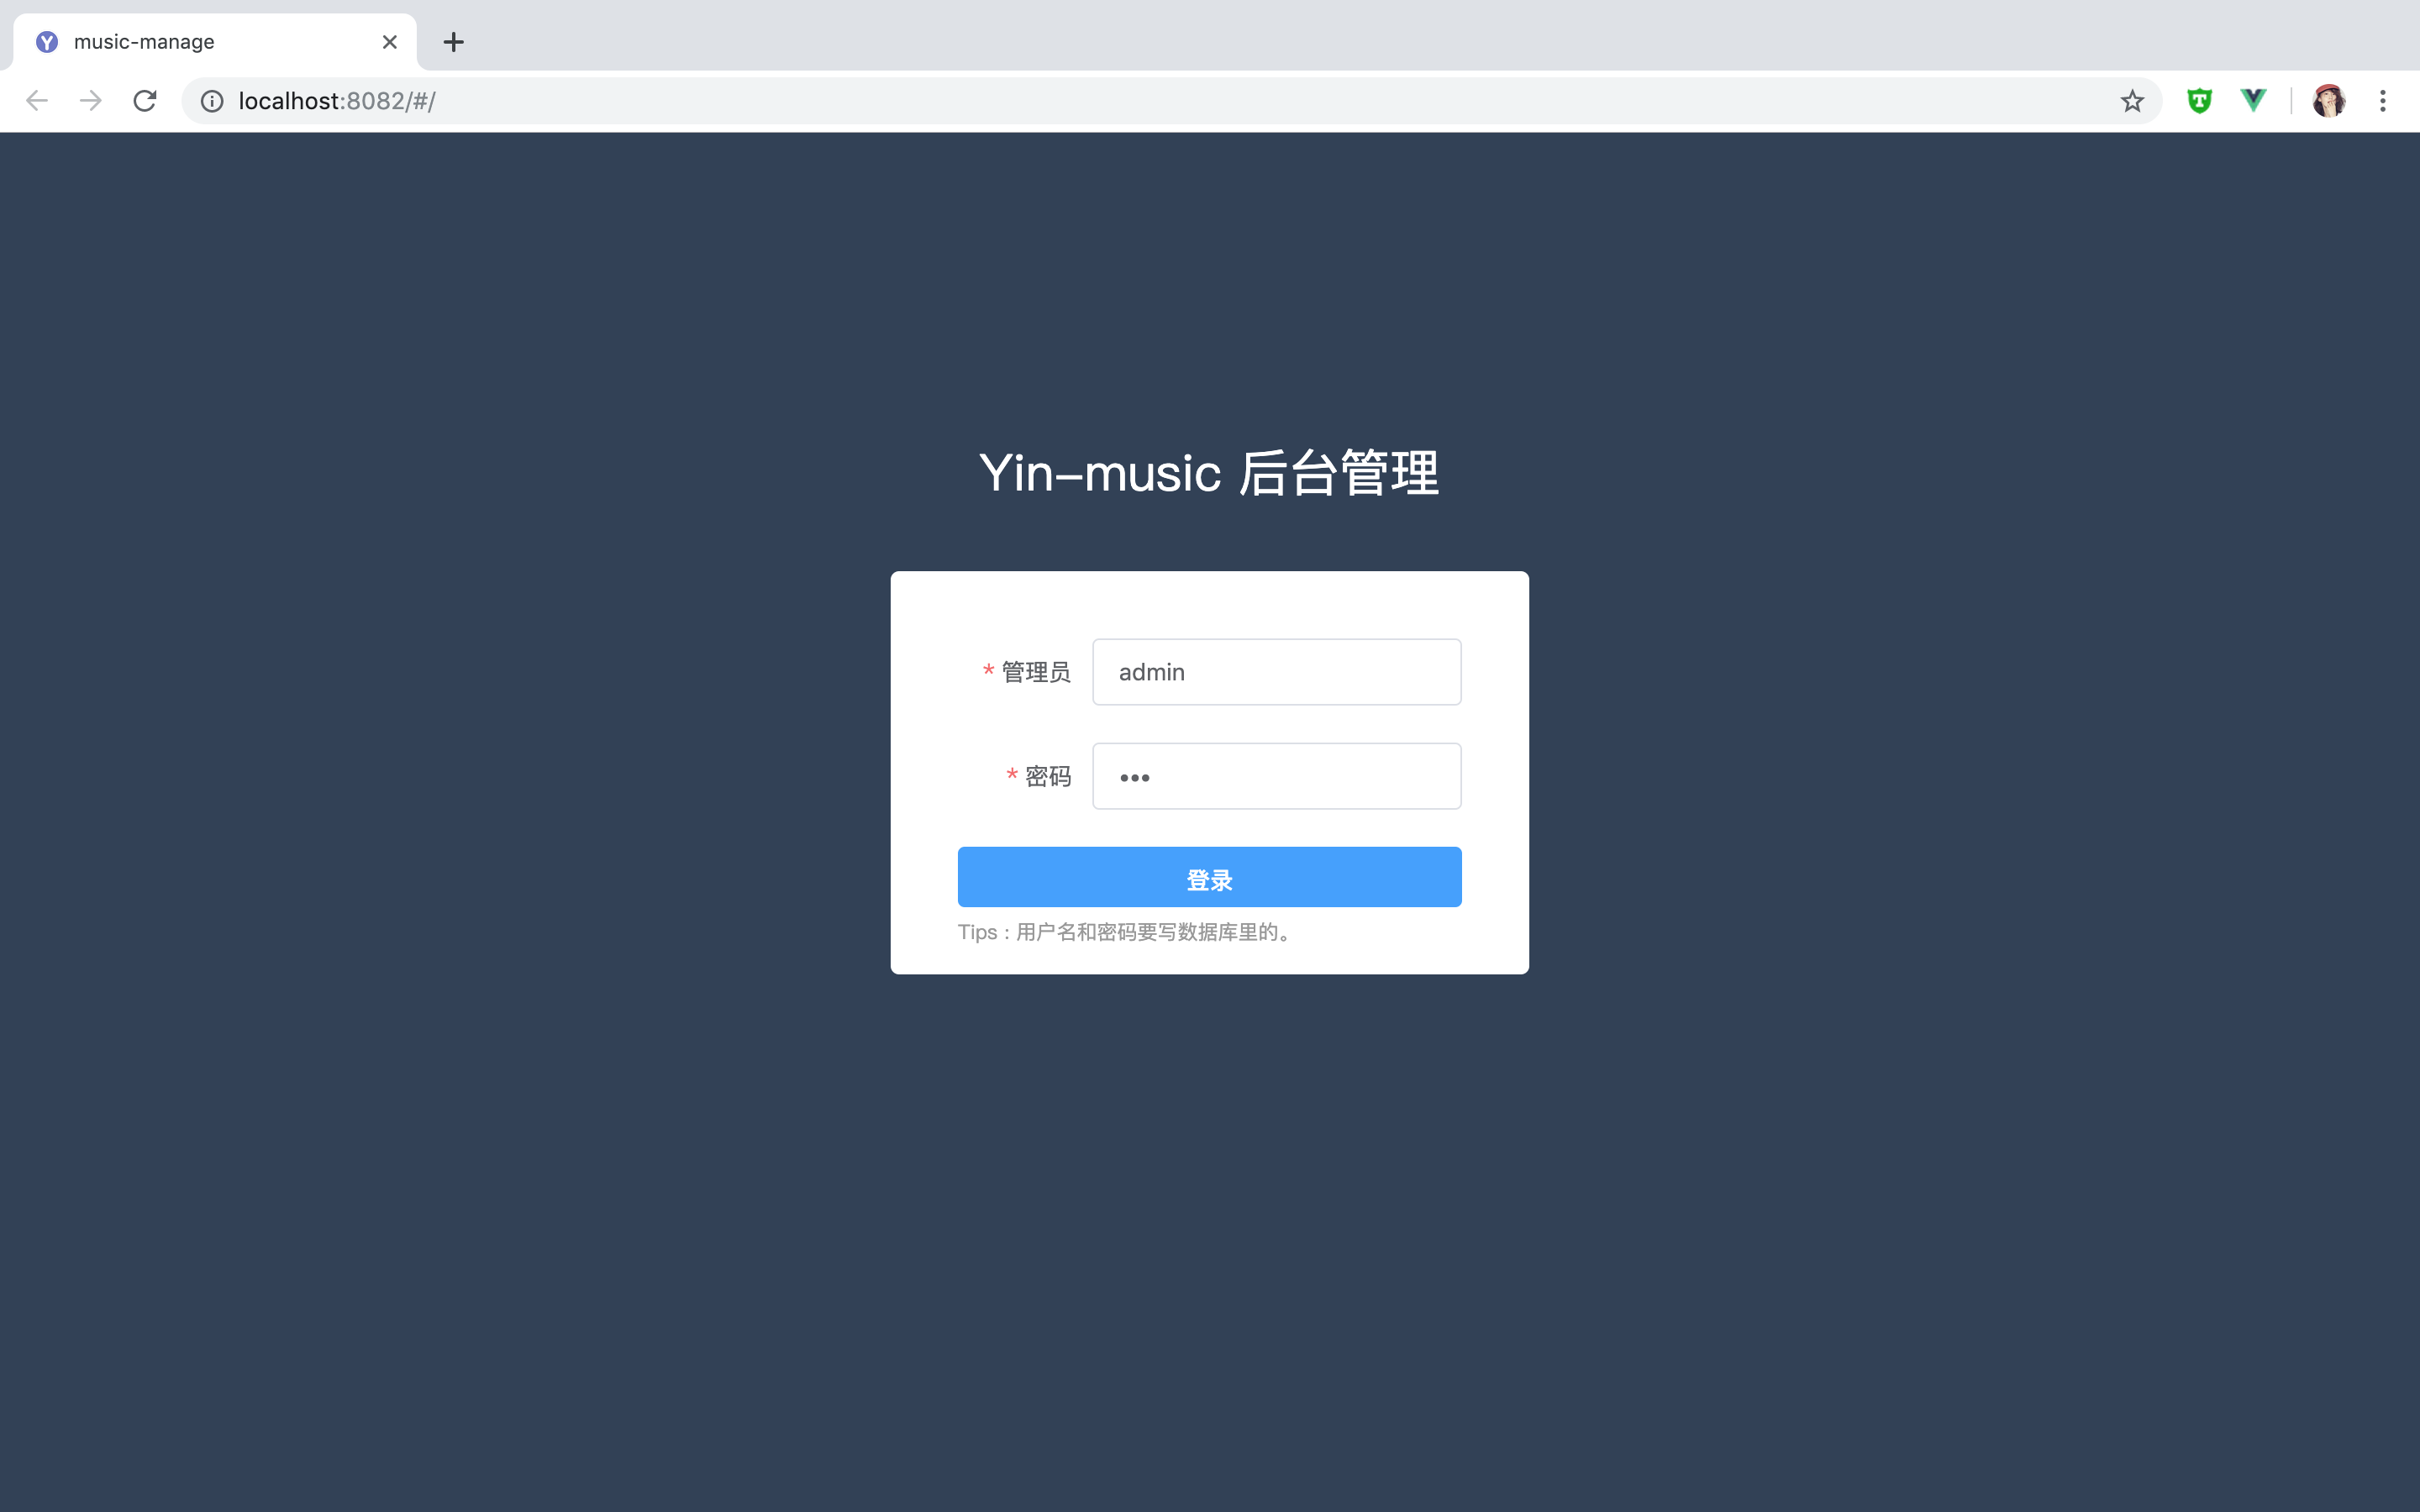 music-manage
localhost:8082/#/
Yin-music 后台管理
* 管理员 admin
* 密码 •••
登录
Tips : 用户名和密码要写数据库里的。